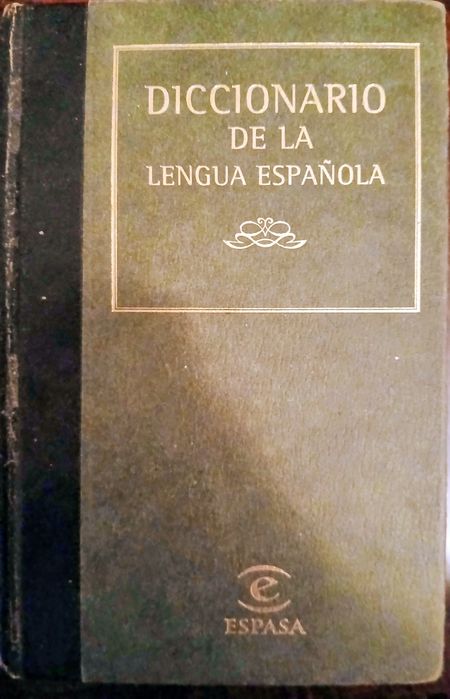 DICCIONARIO
DE LA
LENGUA ESPAÑOLA
e
ESPASA